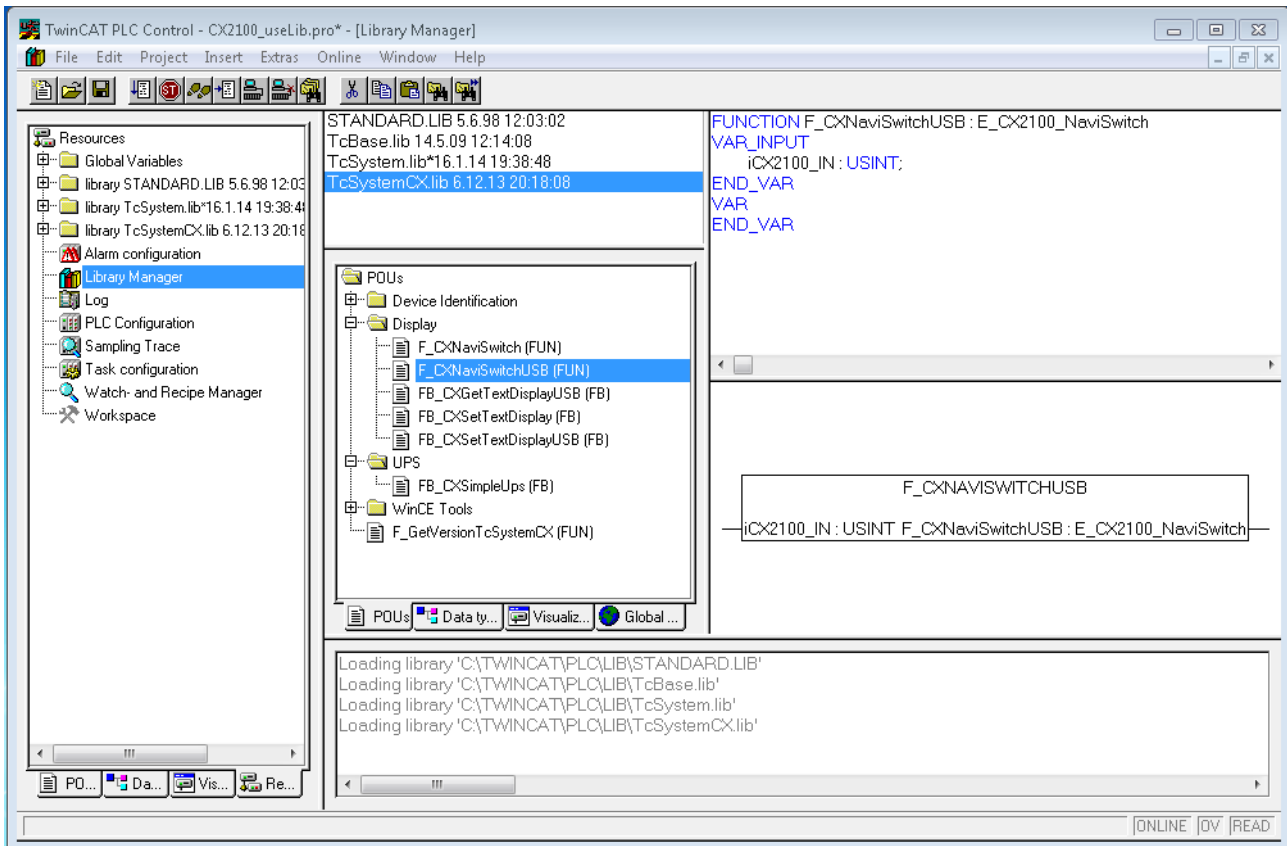 TwinCAT PLC Control - CX2100_useLib.pro* - [Library Manager]
File Edit Project Insert Extras Online Window Help
Resources
Global Variables
library STANDARD.LIB 5.6.98 12:03
library TcSystem.lib*16.1.14 19:38:48
library TcSystemCX.lib 6.12.13 20:18
Alarm configuration
Library Manager
Log
PLC Configuration
Sampling Trace
Task configuration
Watch- and Recipe Manager
Workspace
PO...
Da...
Vis...
Re...
STANDARD.LIB 5.6.98 12:03:02
TcBase.lib 14.5.09 12:14:08
TcSystem.lib*16.1.14 19:38:48
TcSystemCX.lib 6.12.13 20:18:08
POUs
Device Identification
Display
F_CXNaviSwitch (FUN)
F_CXNaviSwitchUSB (FUN)
FB_CXGetTextDisplayUSB (FB)
FB_CXSetTextDisplay (FB)
FB_CXSetTextDisplayUSB (FB)
UPS
FB_CXSimpleUps (FB)
WinCE Tools
F_GetVersionTcSystemCX (FUN)
POUs
Data ty...
Visualiz...
Global ...
FUNCTION F_CXNaviSwitchUSB : E_CX2100_NaviSwitch
VAR_INPUT
iCX2100_IN : USINT;
END_VAR
VAR
END_VAR
F_CXNAVISWITCHUSB
iCX2100_IN : USINT F_CXNaviSwitchUSB : E_CX2100_NaviSwitch
Loading library 'C:\TWINCAT\PLC\LIB\STANDARD.LIB'
Loading library 'C:\TWINCAT\PLC\LIB\TcBase.lib'
Loading library 'C:\TWINCAT\PLC\LIB\TcSystem.lib'
Loading library 'C:\TWINCAT\PLC\LIB\TcSystemCX.lib'
ONLINE OV READ